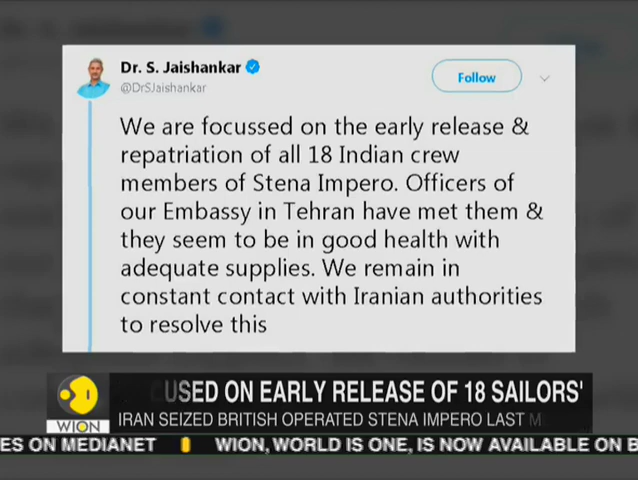 Dr. S. Jaishankar
@DrSJaishankar
Follow
We are focussed on the early release &
repatriation of all 18 Indian crew
members of Stena Impero. Officers of
our Embassy in Tehran have met them &
they seem to be in good health with
adequate supplies. We remain in
constant contact with Iranian authorities
to resolve this
USED ON EARLY RELEASE OF 18 SAILORS'
IRAN SEIZED BRITISH OPERATED STENA IMPERO LAST M
WION
ES ON MEDIANET WION, WORLD IS ONE, IS NOW AVAILABLE ON B